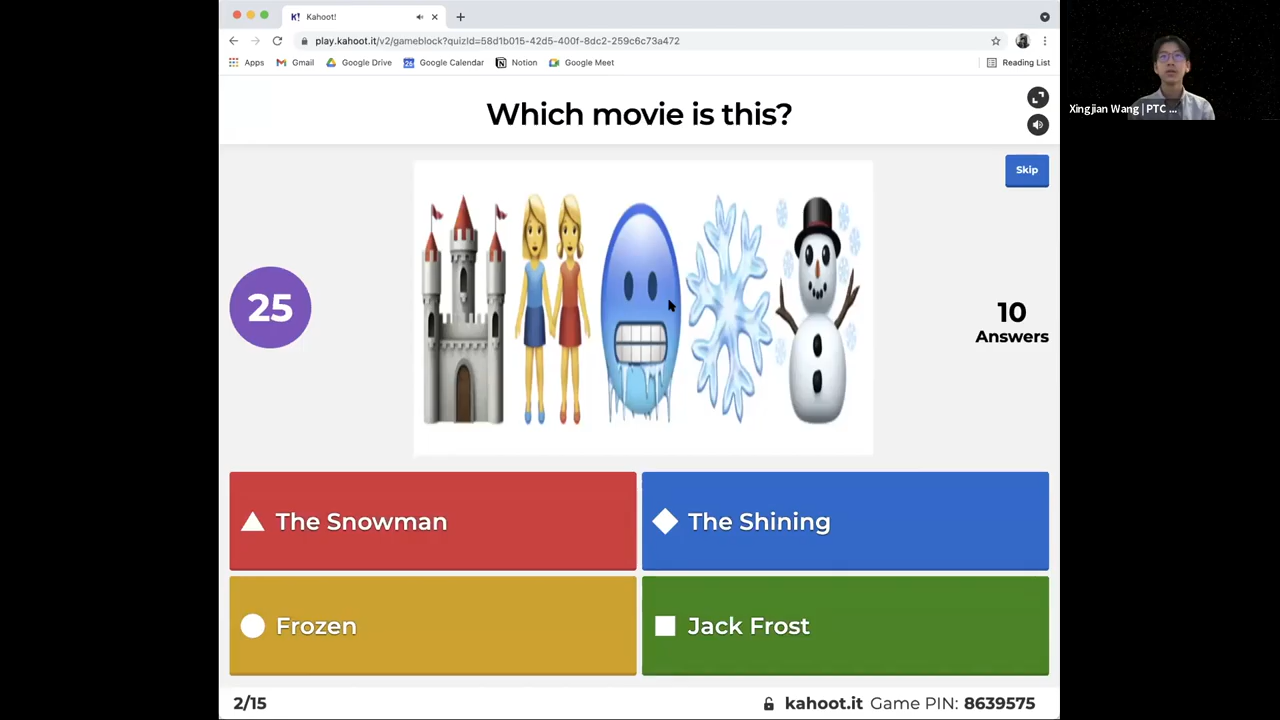 K! Kahoot!
play.kahoot.it/v2/gameblock?quizId=58d1b015-42d5-400f-8dc2-259c6c73a472
Apps Gmail Google Drive 26 Google Calendar Notion Google Meet Reading List
Which movie is this?
Xingjian Wang | PTC ...
Skip
25
10
Answers
The Snowman
The Shining
Frozen
Jack Frost
2/15
kahoot.it Game PIN: 8639575